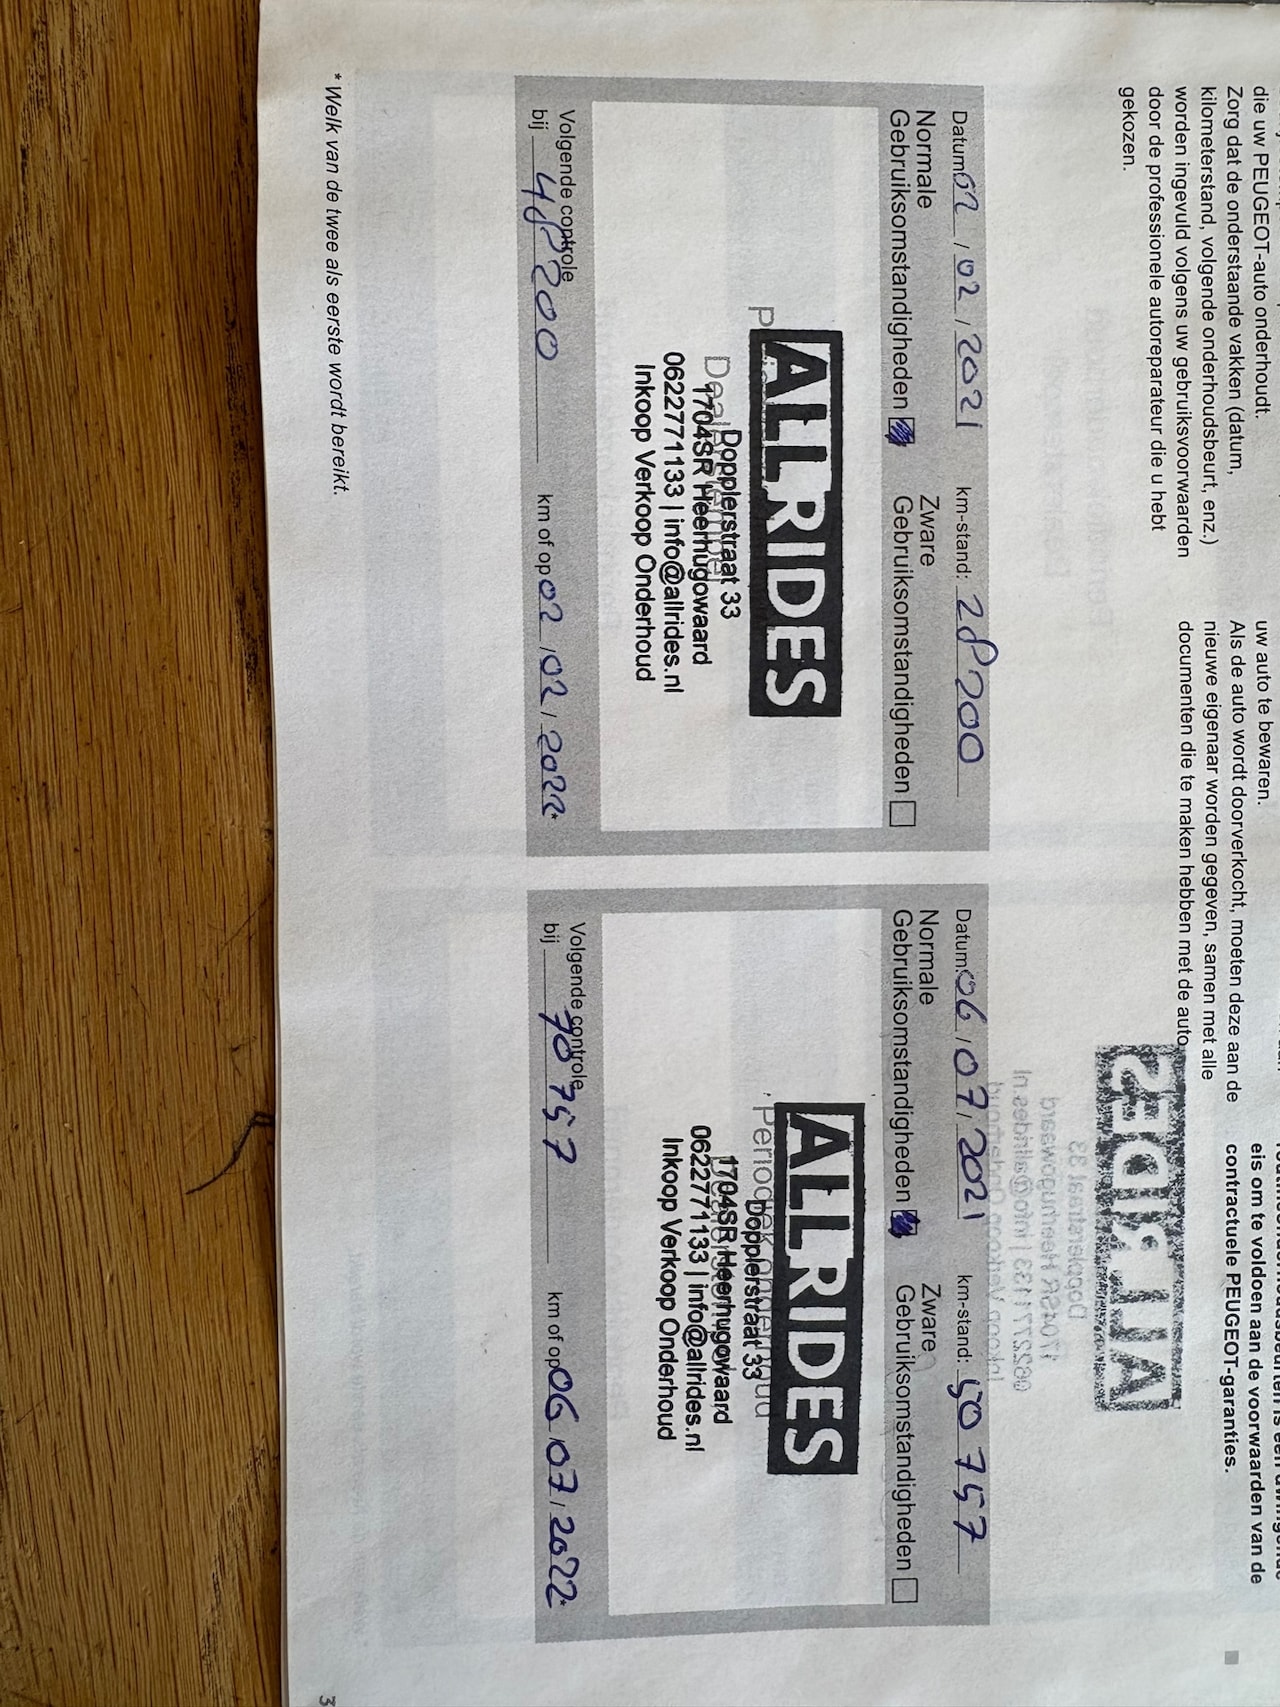 die uw PEUGEOT-auto onderhoudt.
Zorg dat de onderstaande vakken (datum,
kilometerstand, volgende onderhoudsbeurt, enz.)
worden ingevuld volgens uw gebruiksvoorwaarden
door de professionele autoreparateur die u hebt
gekozen.
uw auto te bewaren.
Als de auto wordt doorverkocht, moeten deze aan de
nieuwe eigenaar worden gegeven, samen met alle
documenten die te maken hebben met de auto.
eis om te voldoen aan de voorwaarden van de
contractuele PEUGEOT-garanties.
Datum: 02 / 02 / 2021 km-stand: 28200
Normale Zware
Gebruiksomstandigheden Gebruiksomstandigheden
ALLRIDES
Dopplerstraat 33
Dealerstempel
1704SR Heerhugowaard
0622771133 | info@allrides.nl
Inkoop Verkoop Onderhoud
Volgende controle
bij 48200 km of op 02 / 02 / 2022*
Datum: 06 / 07 / 2021 km-stand: 50757
Normale Zware
Gebruiksomstandigheden Gebruiksomstandigheden
ALLRIDES
Periodiek onderhoud
Dopplerstraat 33
1704SR Heerhugowaard
0622771133 | info@allrides.nl
Inkoop Verkoop Onderhoud
Volgende controle
bij 70757 km of op 06 / 07 / 2022*
* Welk van de twee als eerste wordt bereikt.
3